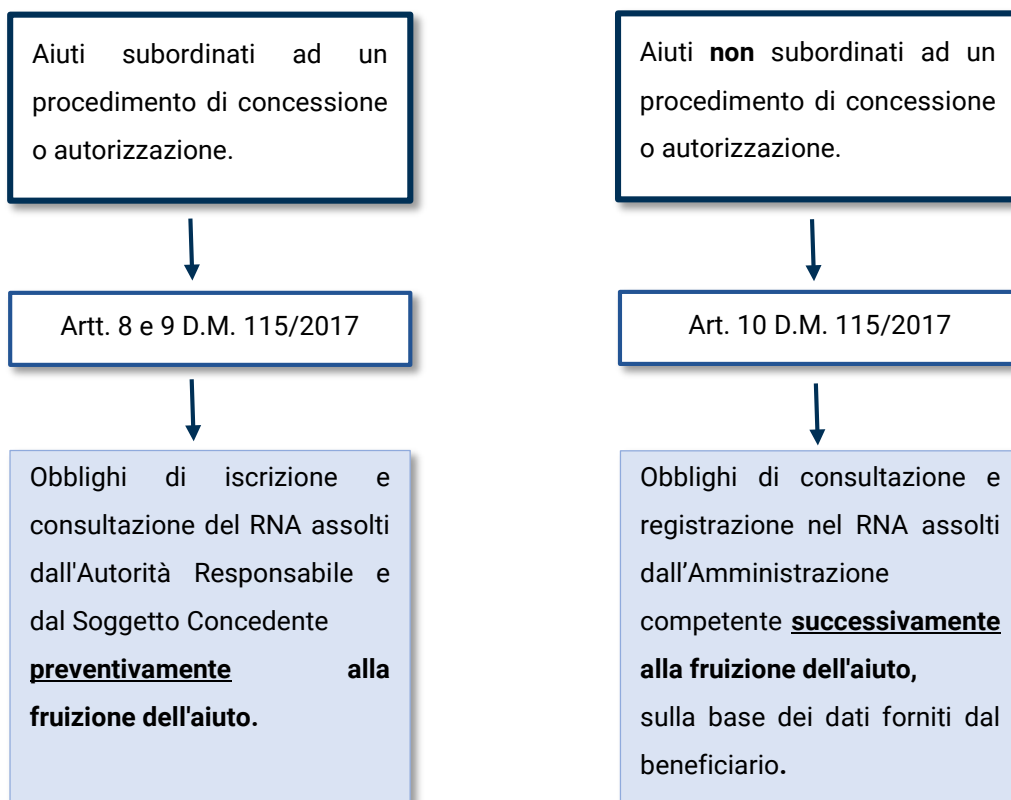 Aiuti subordinati ad un
procedimento di concessione
o autorizzazione.
Artt. 8 e 9 D.M. 115/2017
Obblighi di iscrizione e
consultazione del RNA assolti
dall'Autorità Responsabile e
dal Soggetto Concedente
preventivamente alla
fruizione dell'aiuto.
Aiuti non subordinati ad un
procedimento di concessione
o autorizzazione.
Art. 10 D.M. 115/2017
Obblighi di consultazione e
registrazione nel RNA assolti
dall’Amministrazione
competente successivamente
alla fruizione dell'aiuto,
sulla base dei dati forniti dal
beneficiario.